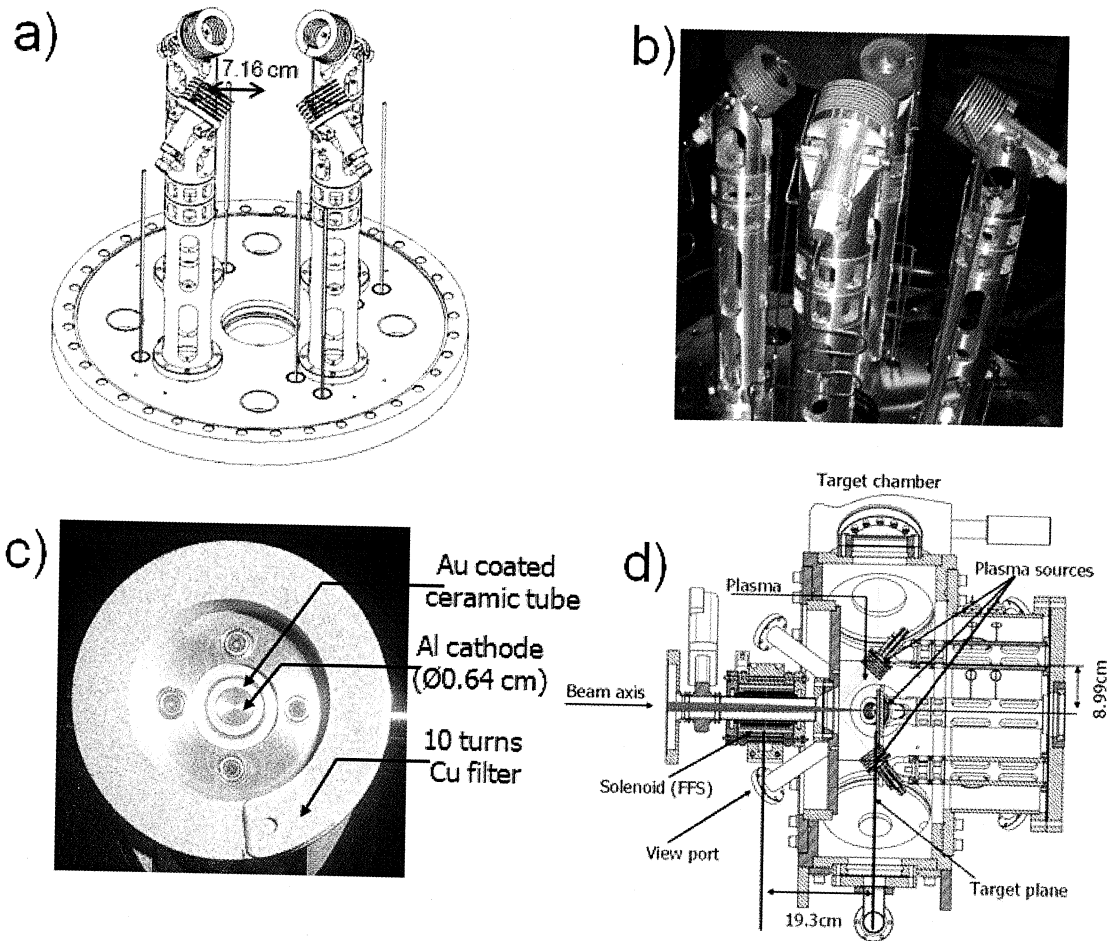 a)
7.16 cm
b)
c)
Au coated
ceramic tube
Al cathode
(Ø0.64 cm)
10 turns
Cu filter
d)
Target chamber
Plasma
Plasma sources
Beam axis
8.99cm
Solenoid (FFS)
View port
Target plane
19.3cm